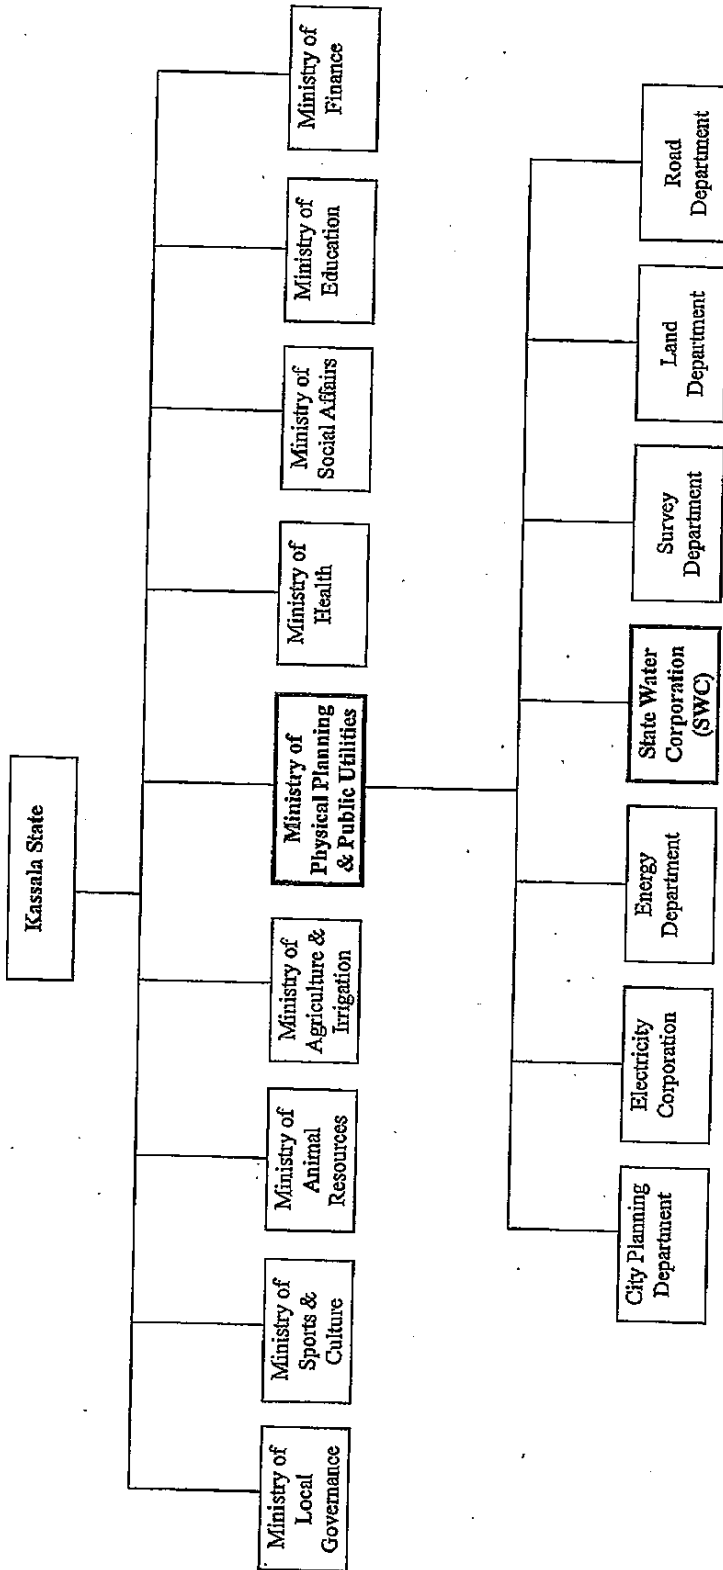 Kassala State
Ministry of
Local
Governance
Ministry of
Sports &
Culture
Ministry of
Animal
Resources
Ministry of
Agriculture &
Irrigation
Ministry of
Physical Planning
& Public Utilities
Ministry of
Health
Ministry of
Social Affairs
Ministry of
Education
Ministry of
Finance
City Planning
Department
Electricity
Corporation
Energy
Department
State Water
Corporation
(SWC)
Survey
Department
Land
Department
Road
Department